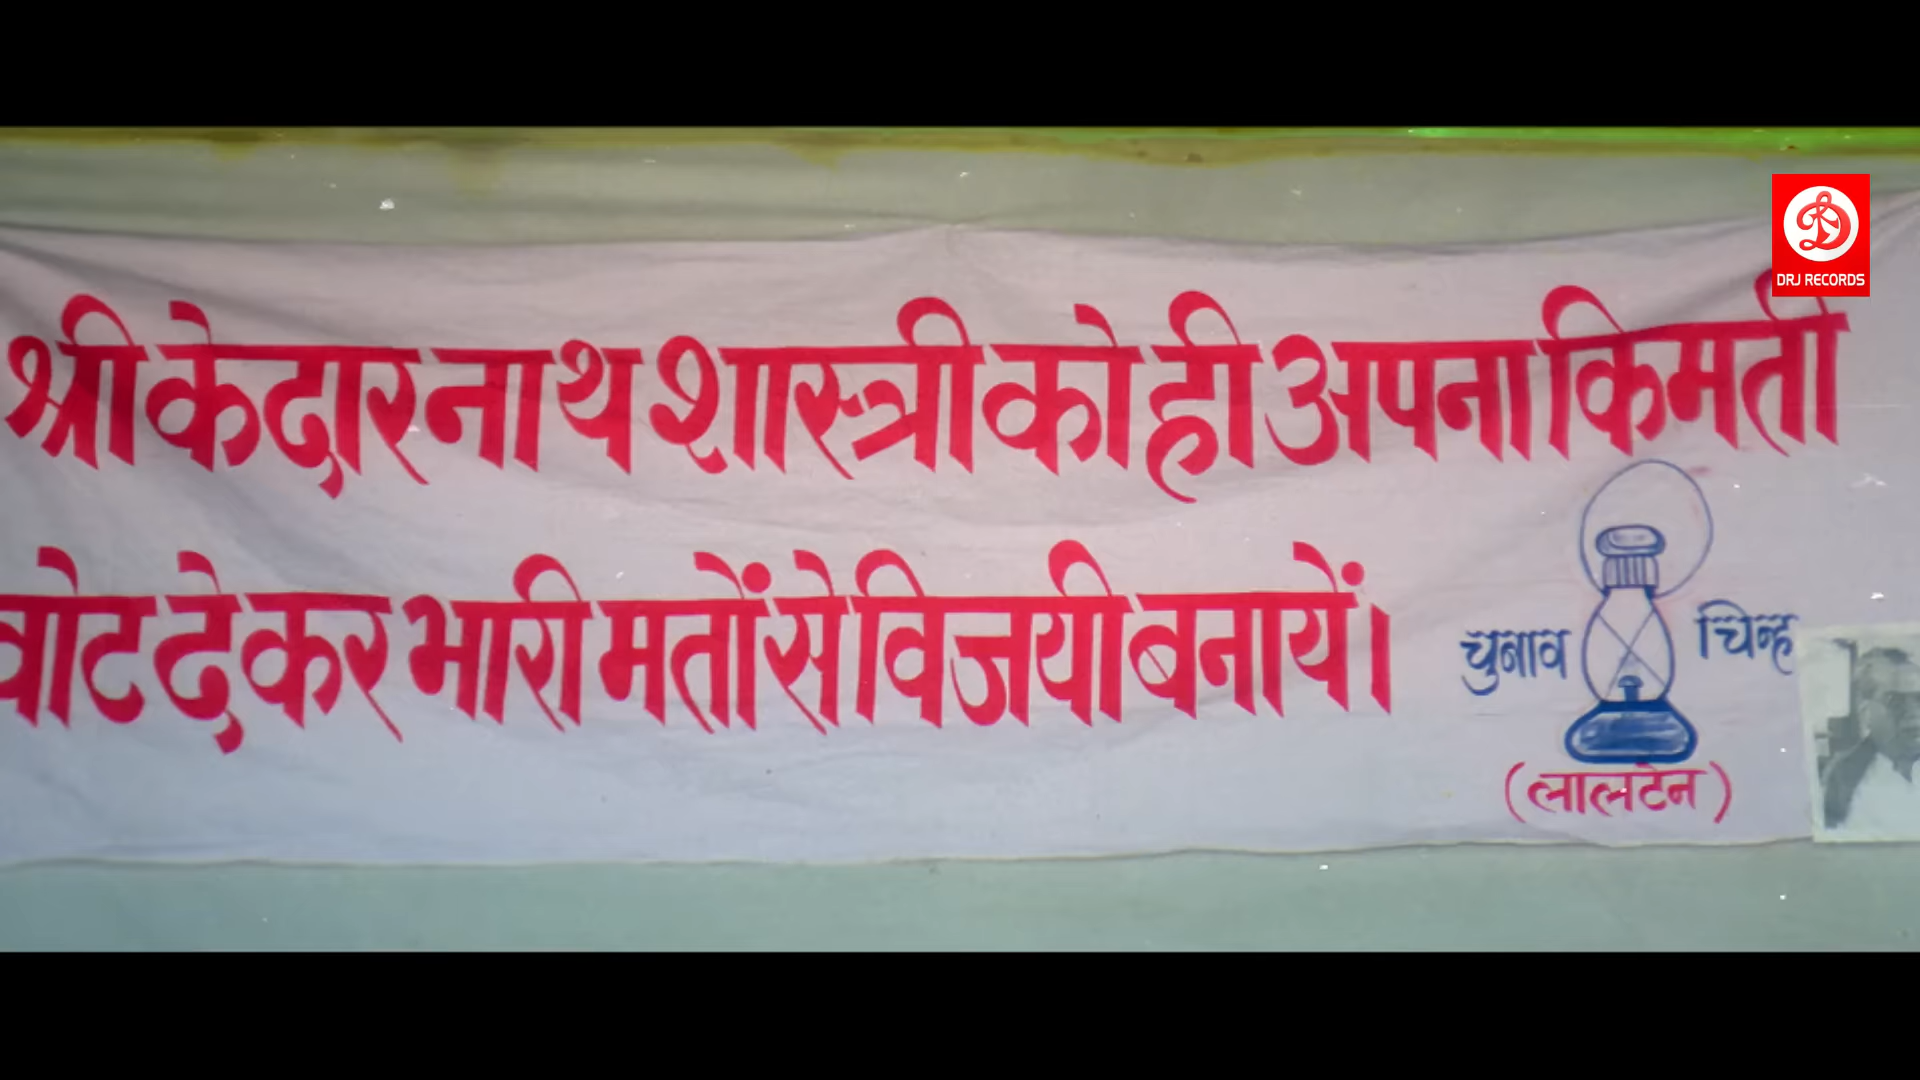 DRJ RECORDS
श्री केदारनाथ शास्त्री को ही अपना किमती
वोट देकर भारी मतों से विजयी बनायें।
चुनाव चिन्ह
(लालटेन)